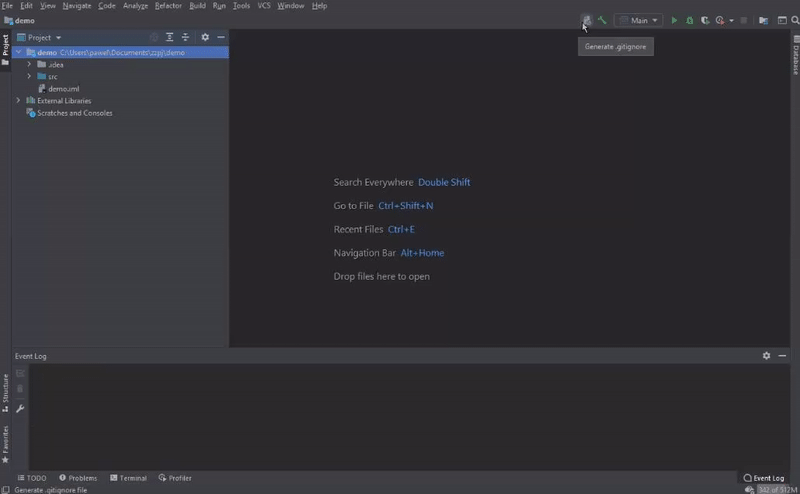 File Edit View Navigate Code Analyze Refactor Build Run Tools VCS Window Help
demo
Main
Project
Generate .gitignore
demo C:\Users\pawel\Documents\zzpj\demo
.idea
src
demo.iml
External Libraries
Scratches and Consoles
Project
Database
Search Everywhere Double Shift
Go to File Ctrl+Shift+N
Recent Files Ctrl+E
Navigation Bar Alt+Home
Drop files here to open
Event Log
Structure
Favorites
TODO Problems Terminal Profiler
Event Log
Generate .gitignore file
342 of 512M